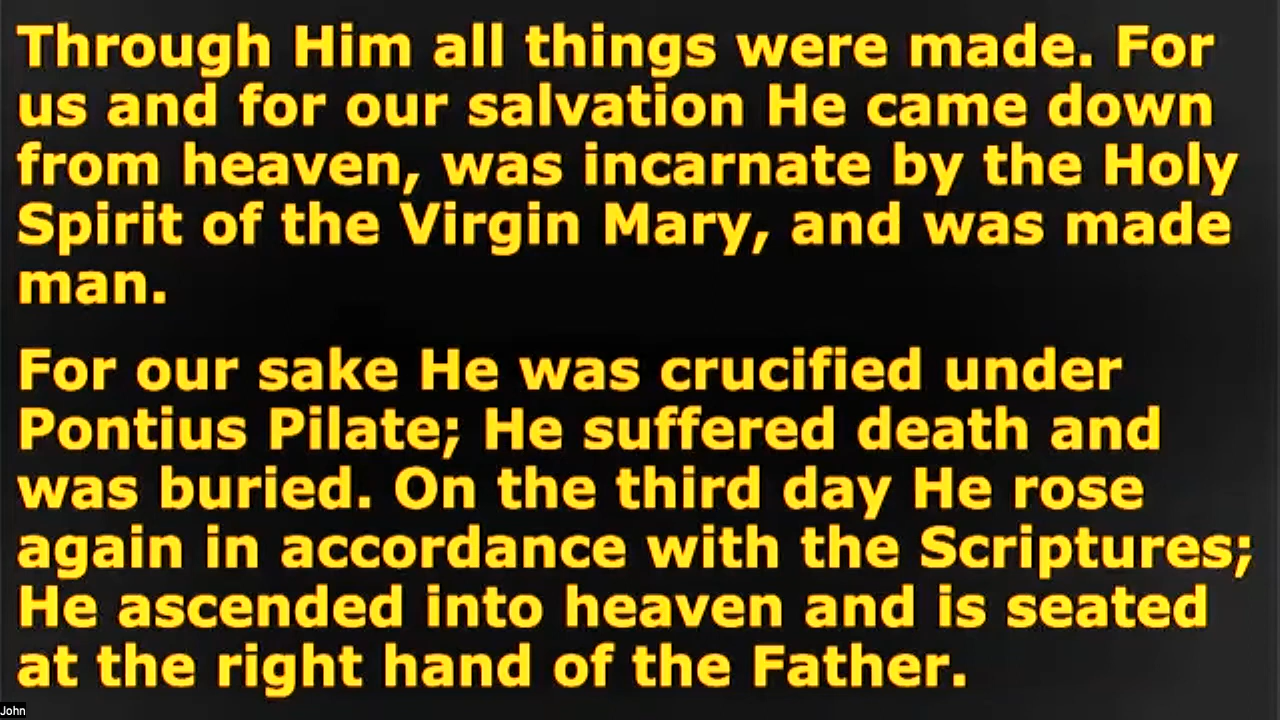 Through Him all things were made. For
us and for our salvation He came down
from heaven, was incarnate by the Holy
Spirit of the Virgin Mary, and was made
man.
For our sake He was crucified under
Pontius Pilate; He suffered death and
was buried. On the third day He rose
again in accordance with the Scriptures;
He ascended into heaven and is seated
at the right hand of the Father.
John